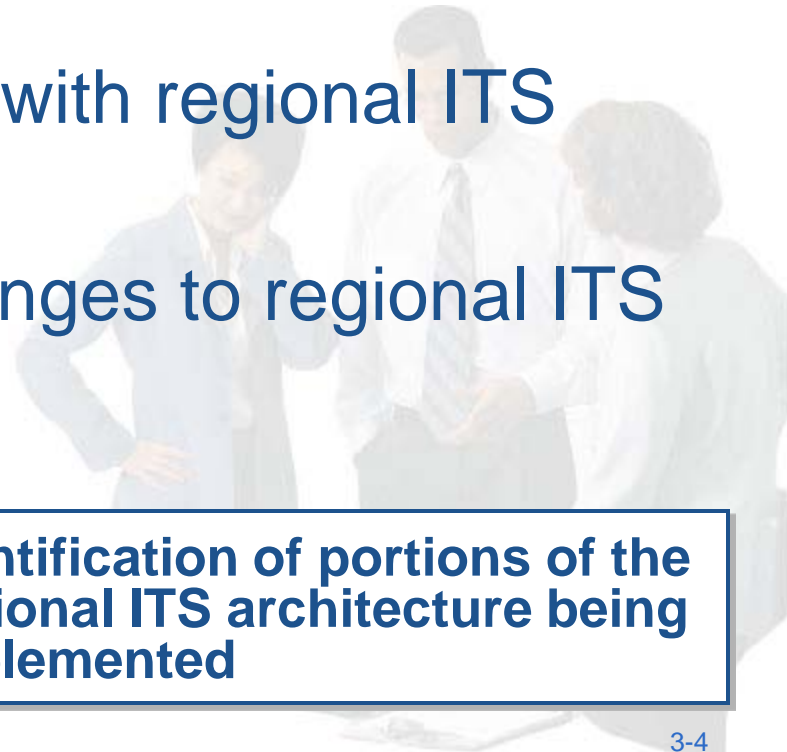 with regional ITS
nges to regional ITS
ntification of portions of the
ional ITS architecture being
lemented
3-4